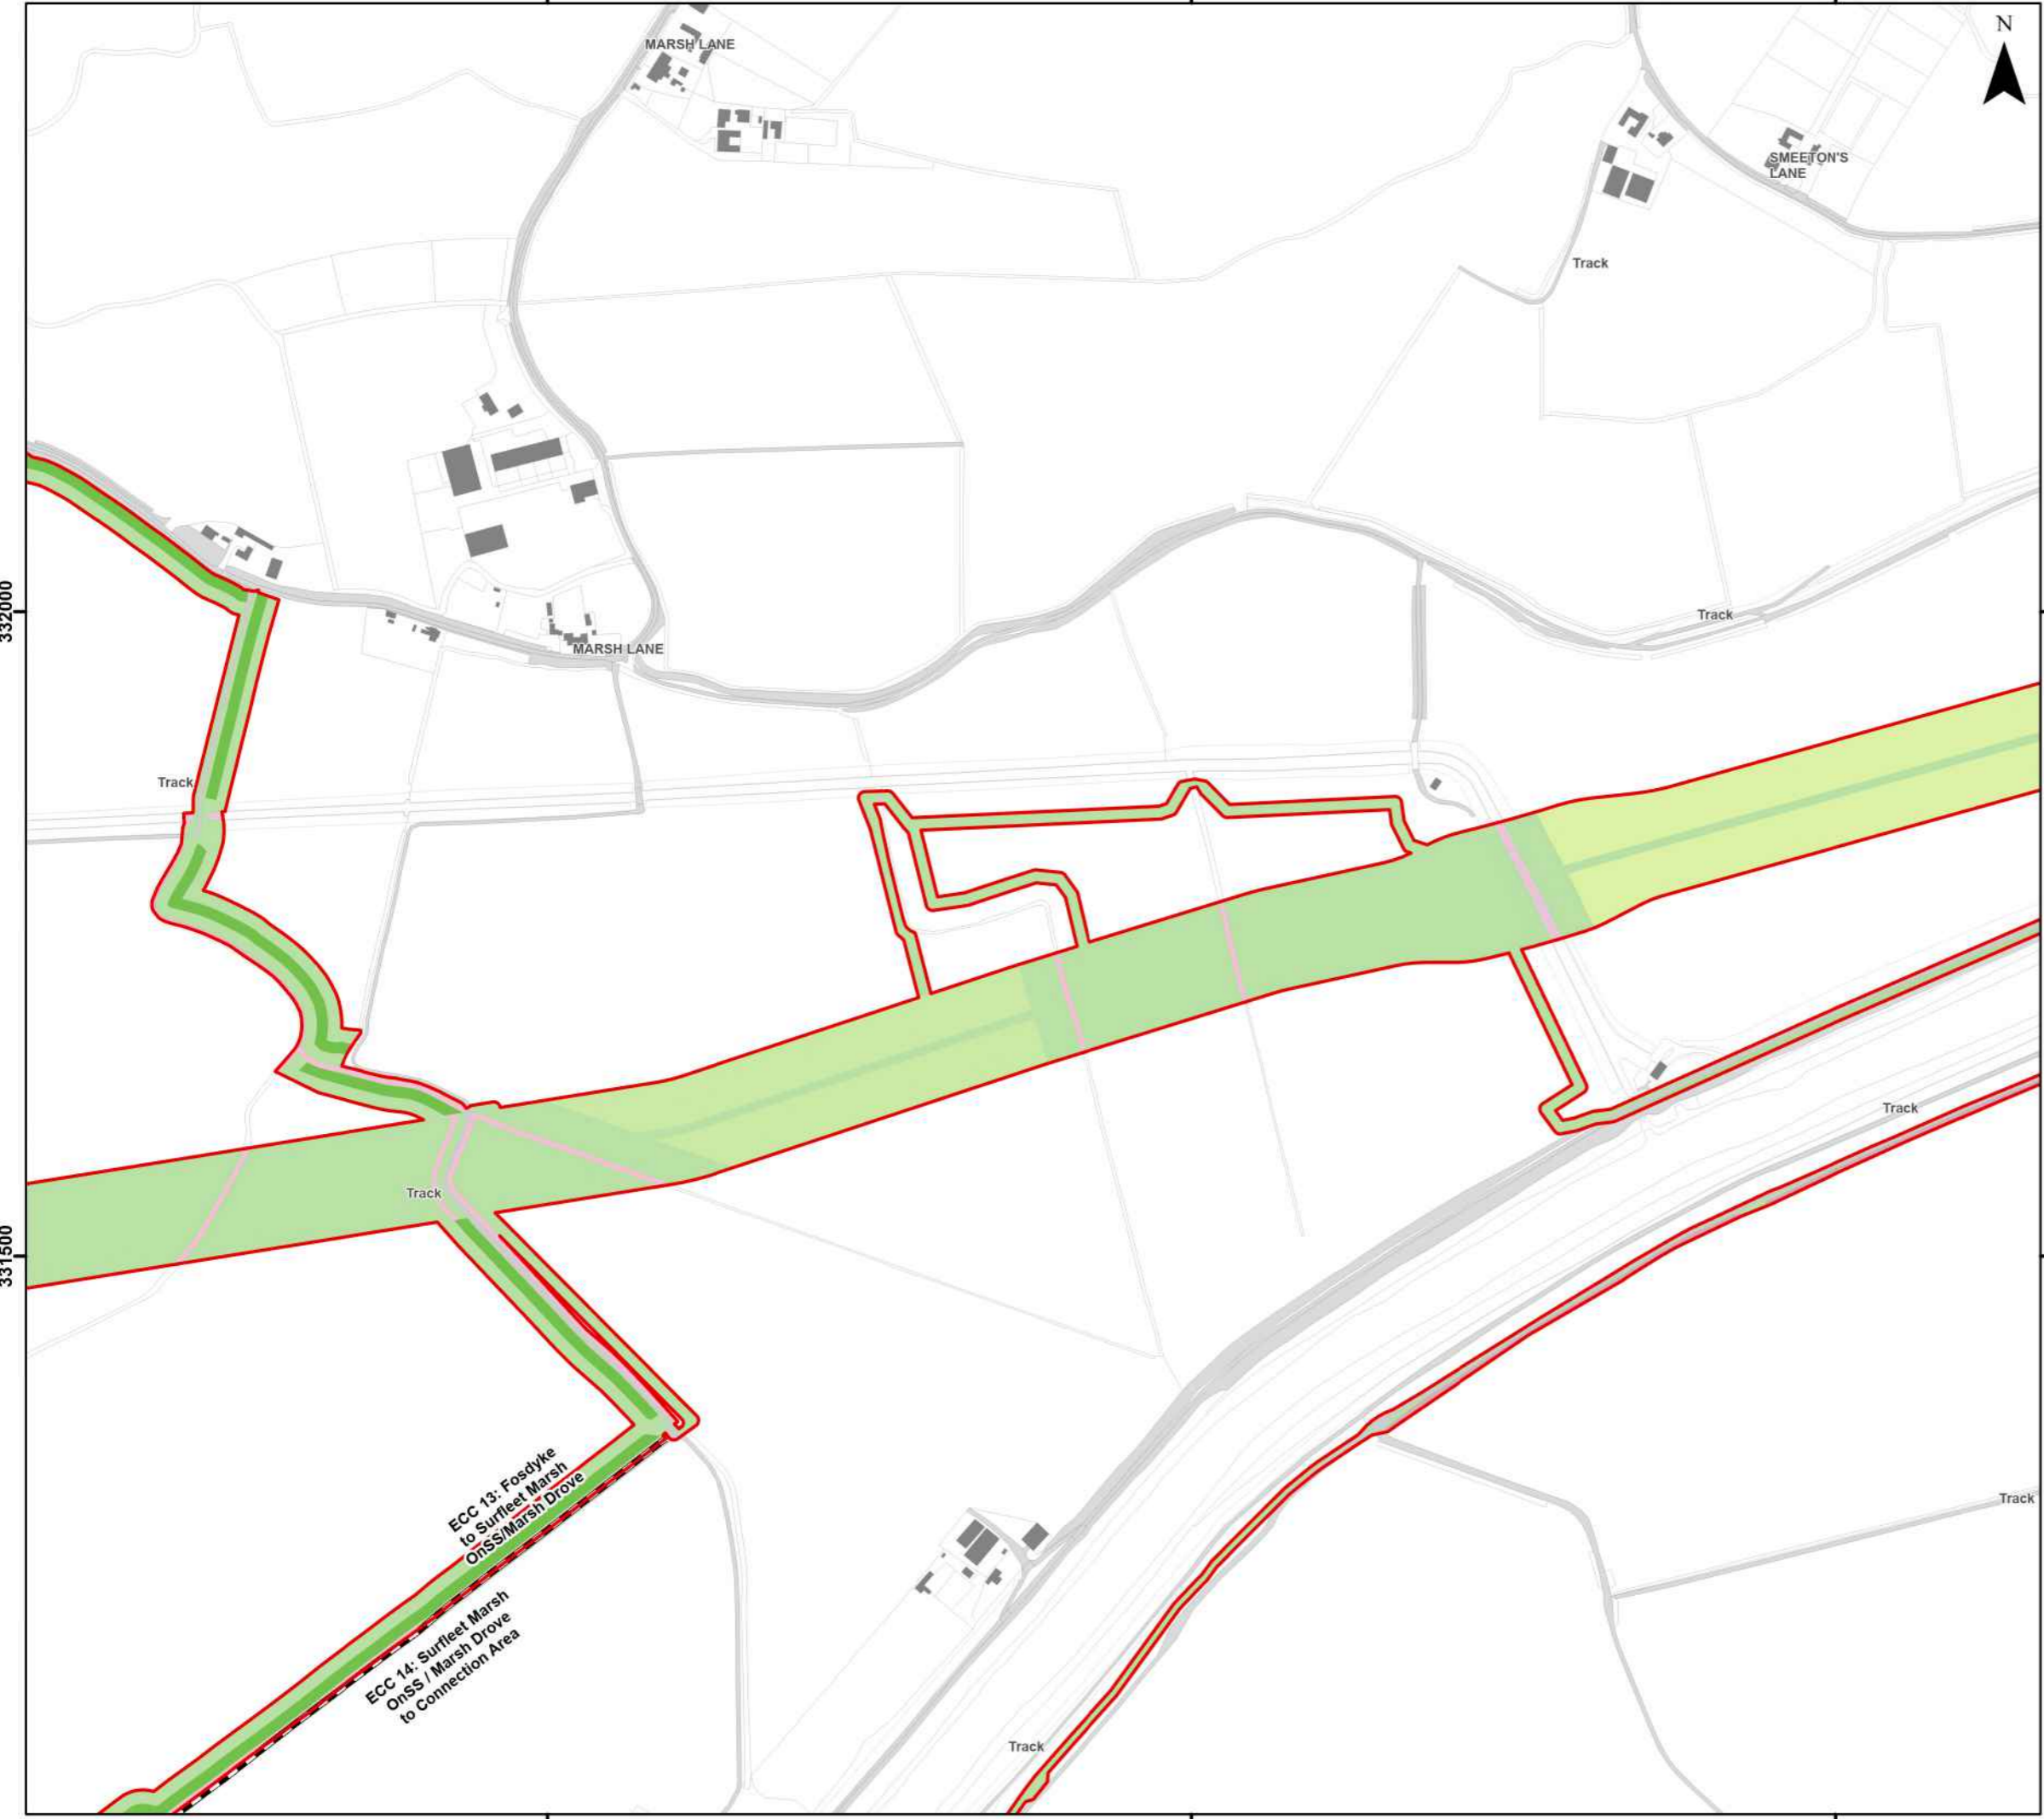 N
MARSH LANE
SMEETON'S
LANE
Track
332000
Track
MARSH LANE
Track
Track
Track
331500
ECC 13: Fosdyke
to Surfleet Marsh
OnSS/Marsh Drove
Track
ECC 14: Surfleet Marsh
OnSS / Marsh Drove
to Connection Area
Track